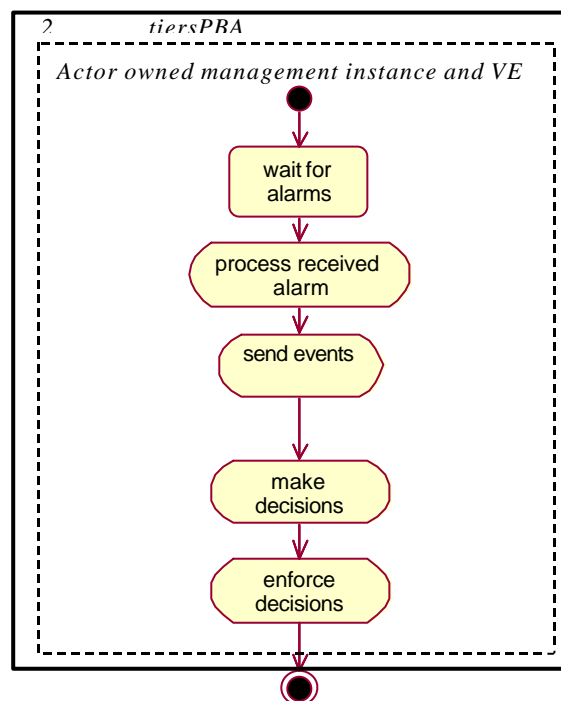 2 tiersPBA
Actor owned management instance and VE
wait for
alarms
process received
alarm
send events
make
decisions
enforce
decisions